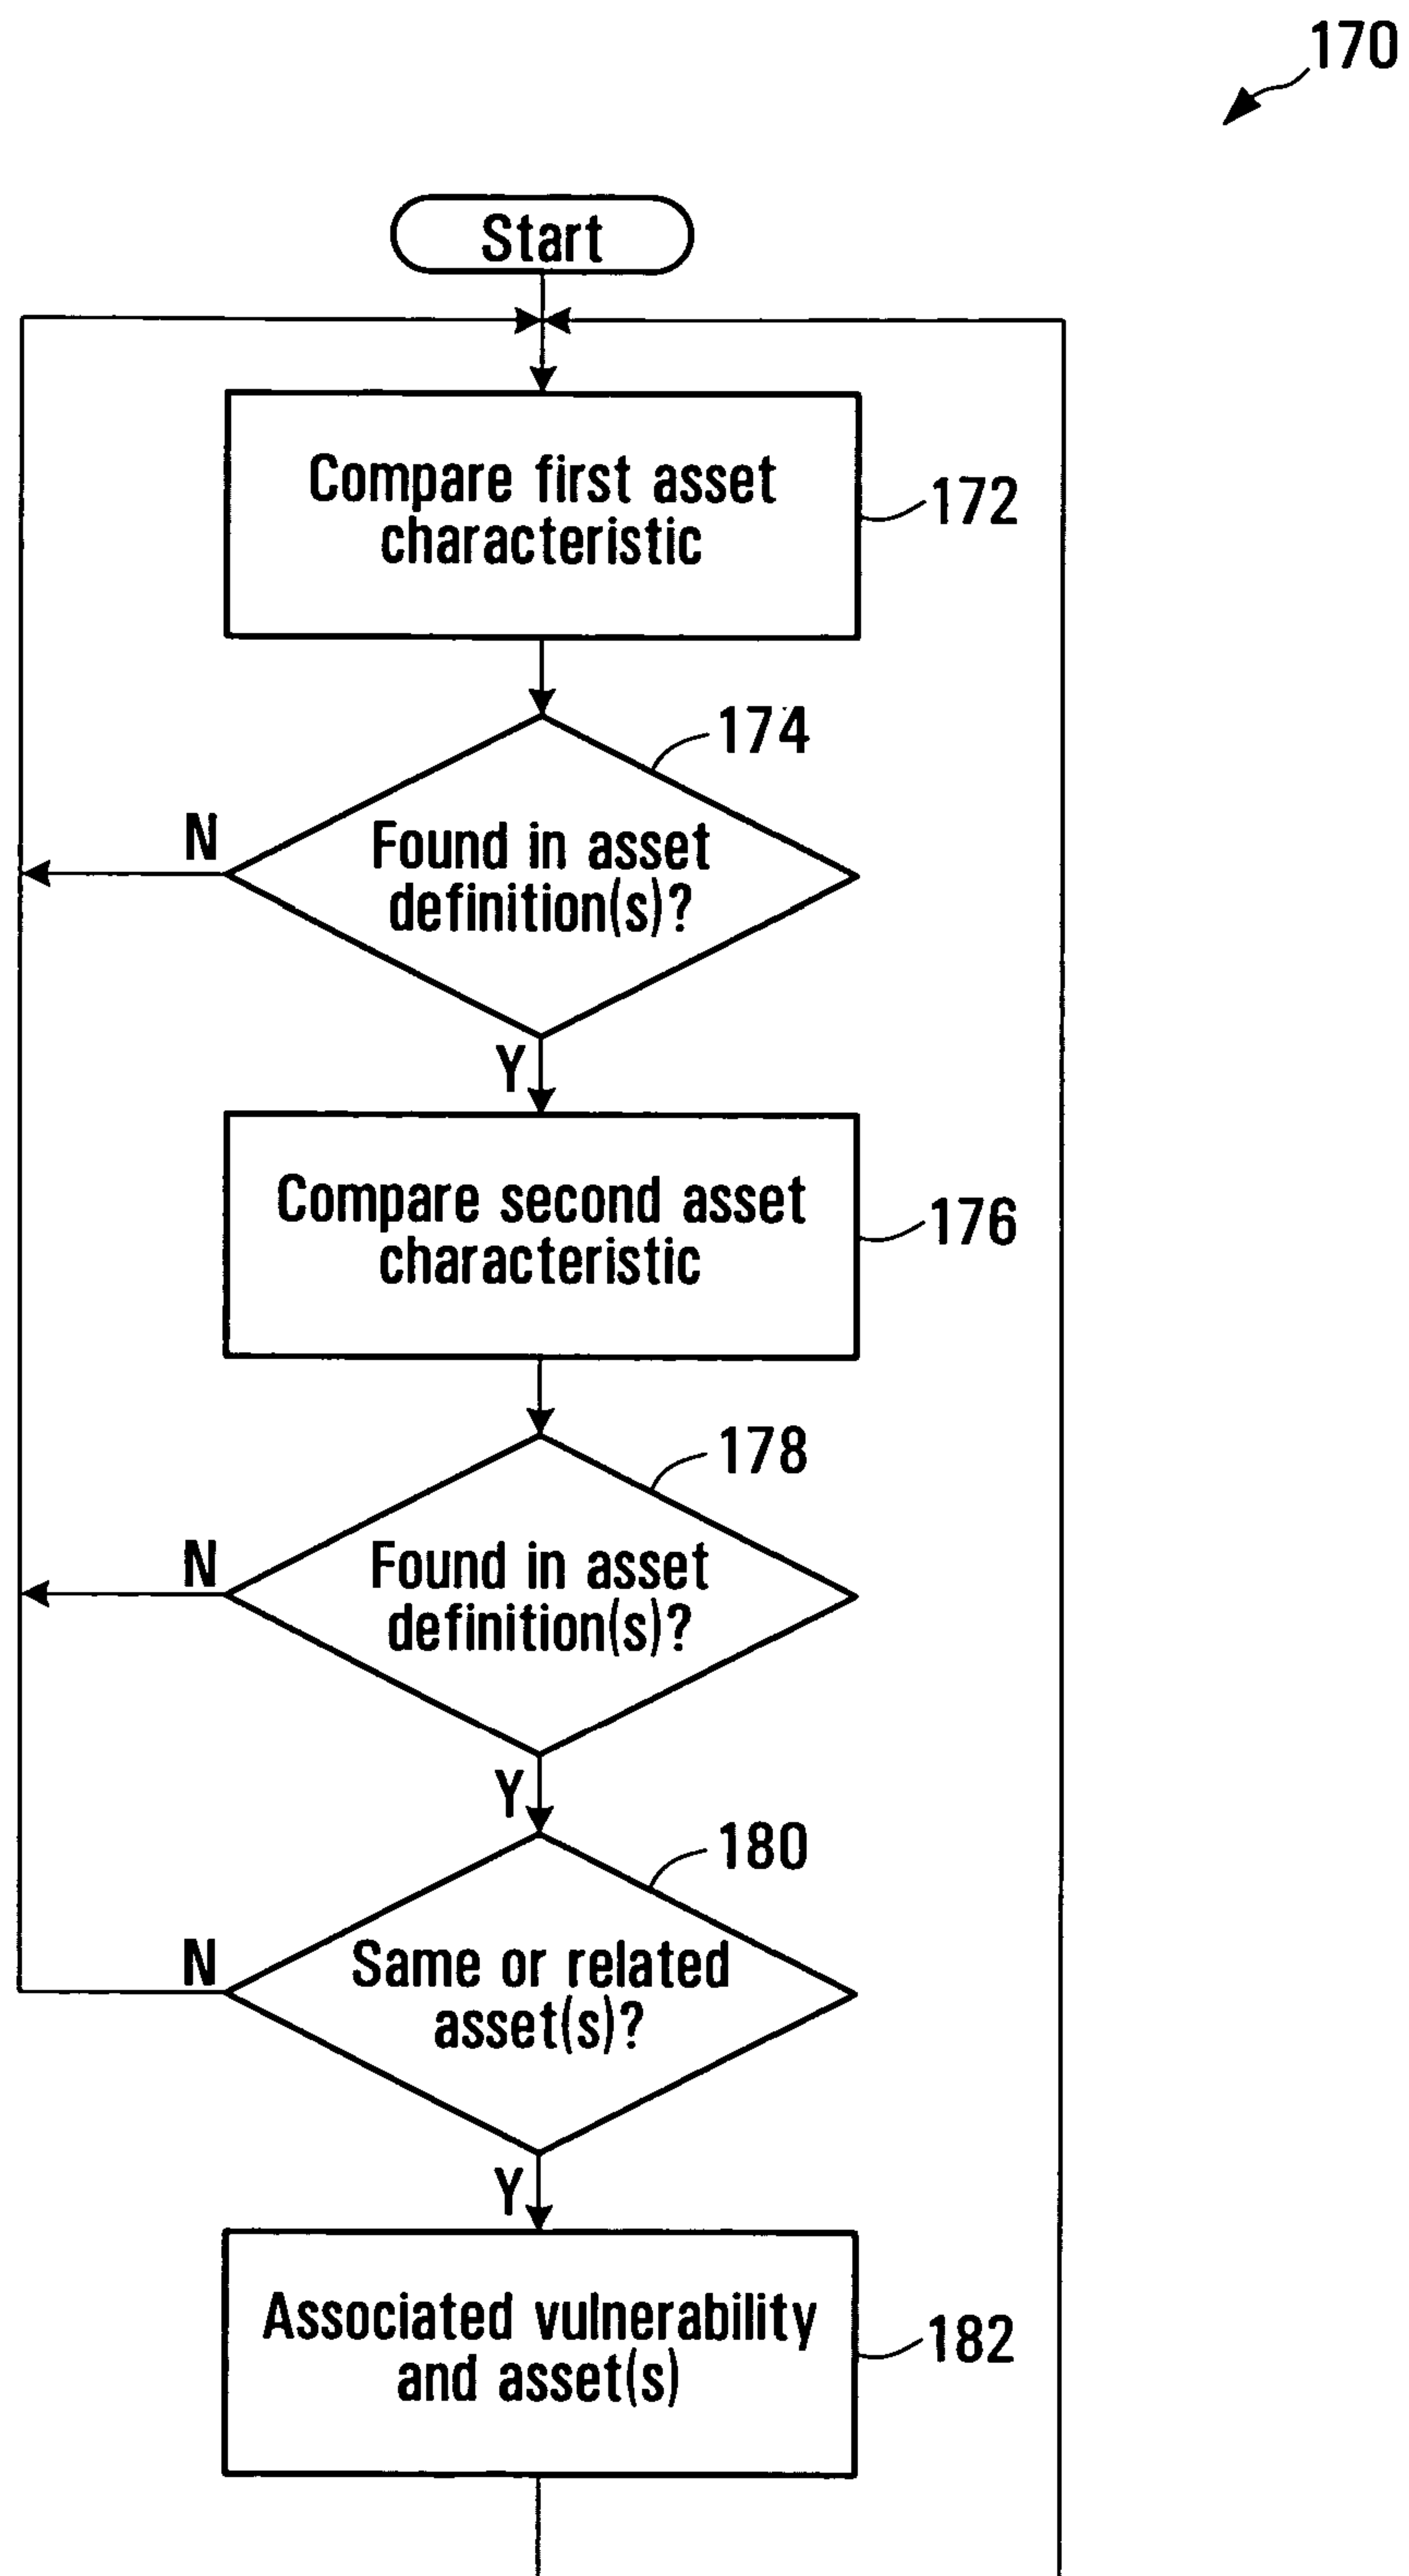 170
Start
Compare first asset
characteristic
172
174
Found in asset
definition(s)?
N
Y
Compare second asset
characteristic
176
178
Found in asset
definition(s)?
N
Y
180
Same or related
asset(s)?
N
Y
Associated vulnerability
and asset(s)
182